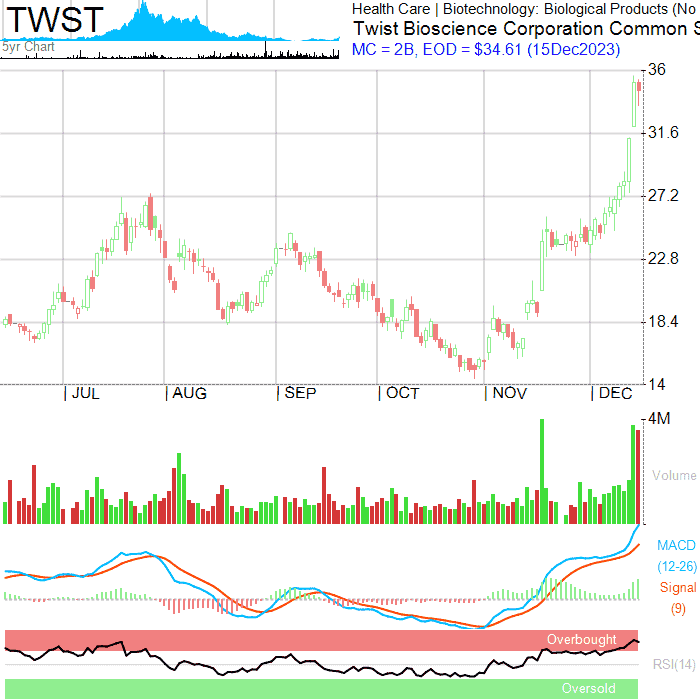 TWST
5yr Chart
Health Care | Biotechnology: Biological Products (No
Twist Bioscience Corporation Common S
MC = 2B, EOD = $34.61 (15Dec2023)
36
31.6
27.2
22.8
18.4
14
JUL AUG SEP OCT NOV DEC
4M
Volume
MACD
(12-26)
Signal
(9)
Overbought
RSI(14)
Oversold